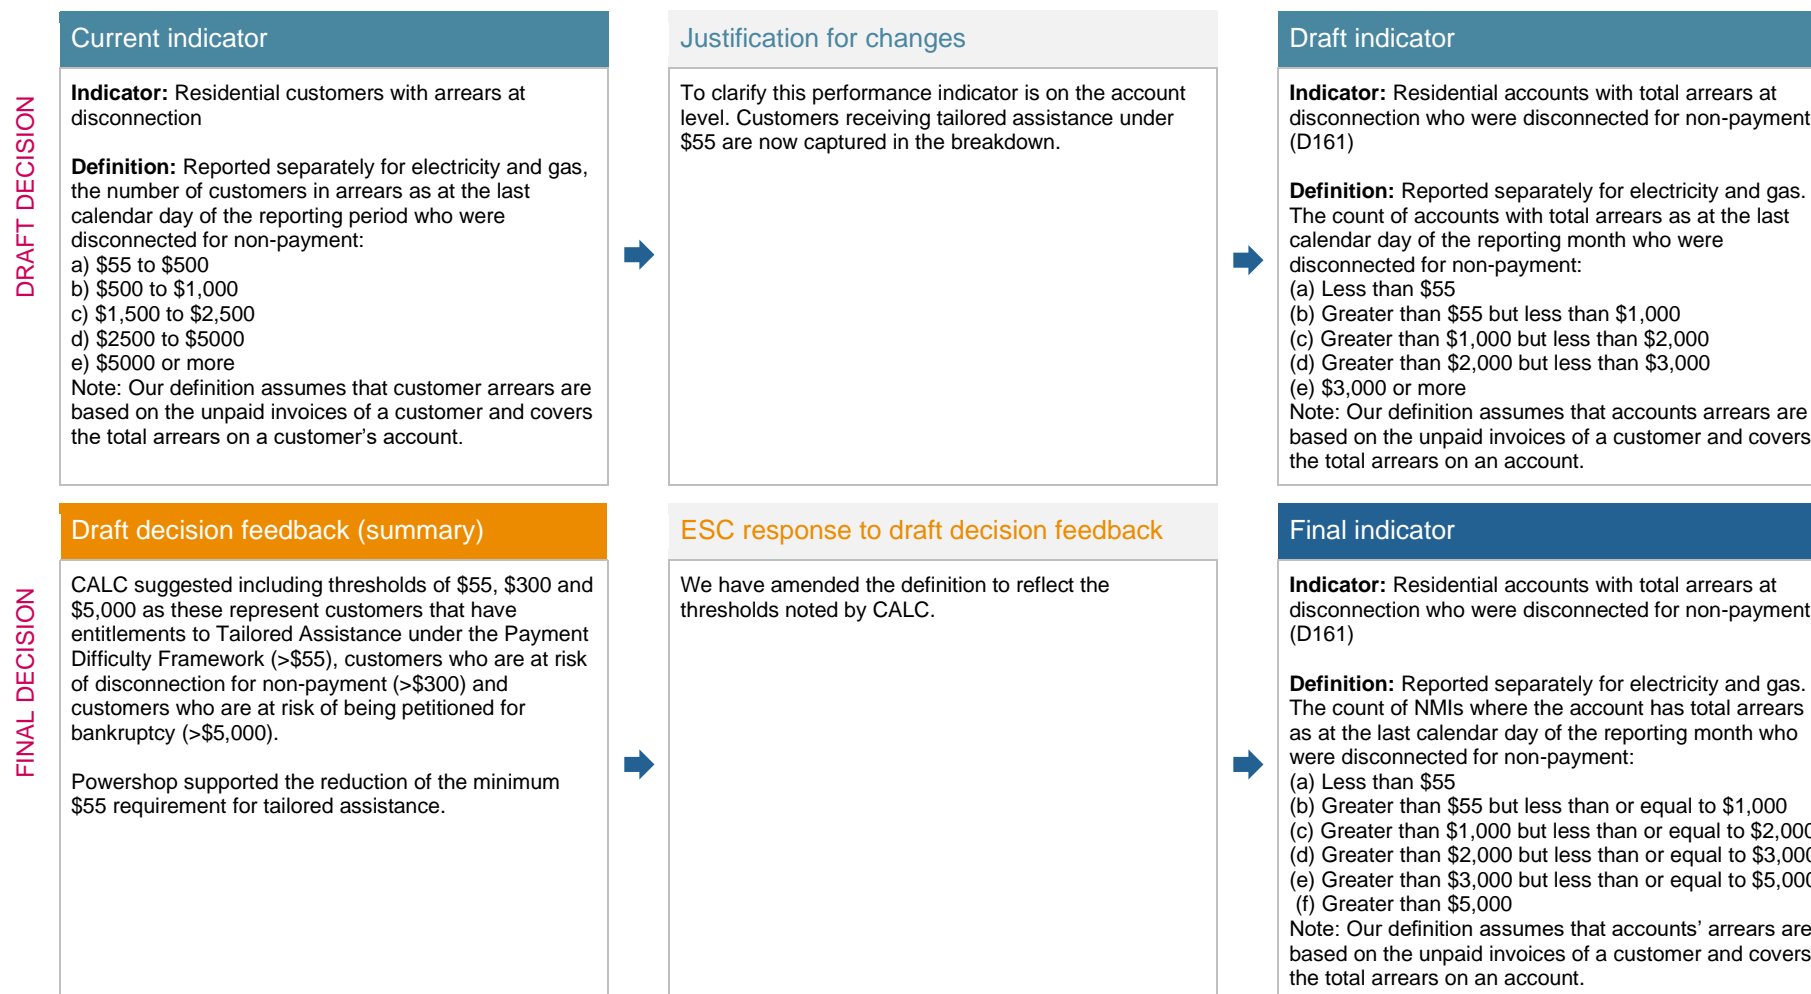 DRAFT DECISION
Current indicator
Indicator: Residential customers with arrears at
disconnection
Definition: Reported separately for electricity and gas,
the number of customers in arrears as at the last
calendar day of the reporting period who were
disconnected for non-payment:
a) $55 to $500
b) $500 to $1,000
c) $1,500 to $2,500
d) $2500 to $5000
e) $5000 or more
Note: Our definition assumes that customer arrears are
based on the unpaid invoices of a customer and covers
the total arrears on a customer’s account.
Justification for changes
To clarify this performance indicator is on the account
level. Customers receiving tailored assistance under
$55 are now captured in the breakdown.
Draft indicator
Indicator: Residential accounts with total arrears at
disconnection who were disconnected for non-payment
(D161)
Definition: Reported separately for electricity and gas.
The count of accounts with total arrears as at the last
calendar day of the reporting month who were
disconnected for non-payment:
(a) Less than $55
(b) Greater than $55 but less than $1,000
(c) Greater than $1,000 but less than $2,000
(d) Greater than $2,000 but less than $3,000
(e) $3,000 or more
Note: Our definition assumes that accounts arrears are
based on the unpaid invoices of a customer and covers
the total arrears on an account.
FINAL DECISION
Draft decision feedback (summary)
CALC suggested including thresholds of $55, $300 and
$5,000 as these represent customers that have
entitlements to Tailored Assistance under the Payment
Difficulty Framework (>$55), customers who are at risk
of disconnection for non-payment (>$300) and
customers who are at risk of being petitioned for
bankruptcy (>$5,000).
Powershop supported the reduction of the minimum
$55 requirement for tailored assistance.
ESC response to draft decision feedback
We have amended the definition to reflect the
thresholds noted by CALC.
Final indicator
Indicator: Residential accounts with total arrears at
disconnection who were disconnected for non-payment
(D161)
Definition: Reported separately for electricity and gas.
The count of NMIs where the account has total arrears
as at the last calendar day of the reporting month who
were disconnected for non-payment:
(a) Less than $55
(b) Greater than $55 but less than or equal to $1,000
(c) Greater than $1,000 but less than or equal to $2,000
(d) Greater than $2,000 but less than or equal to $3,000
(e) Greater than $3,000 but less than or equal to $5,000
(f) Greater than $5,000
Note: Our definition assumes that accounts’ arrears are
based on the unpaid invoices of a customer and covers
the total arrears on an account.